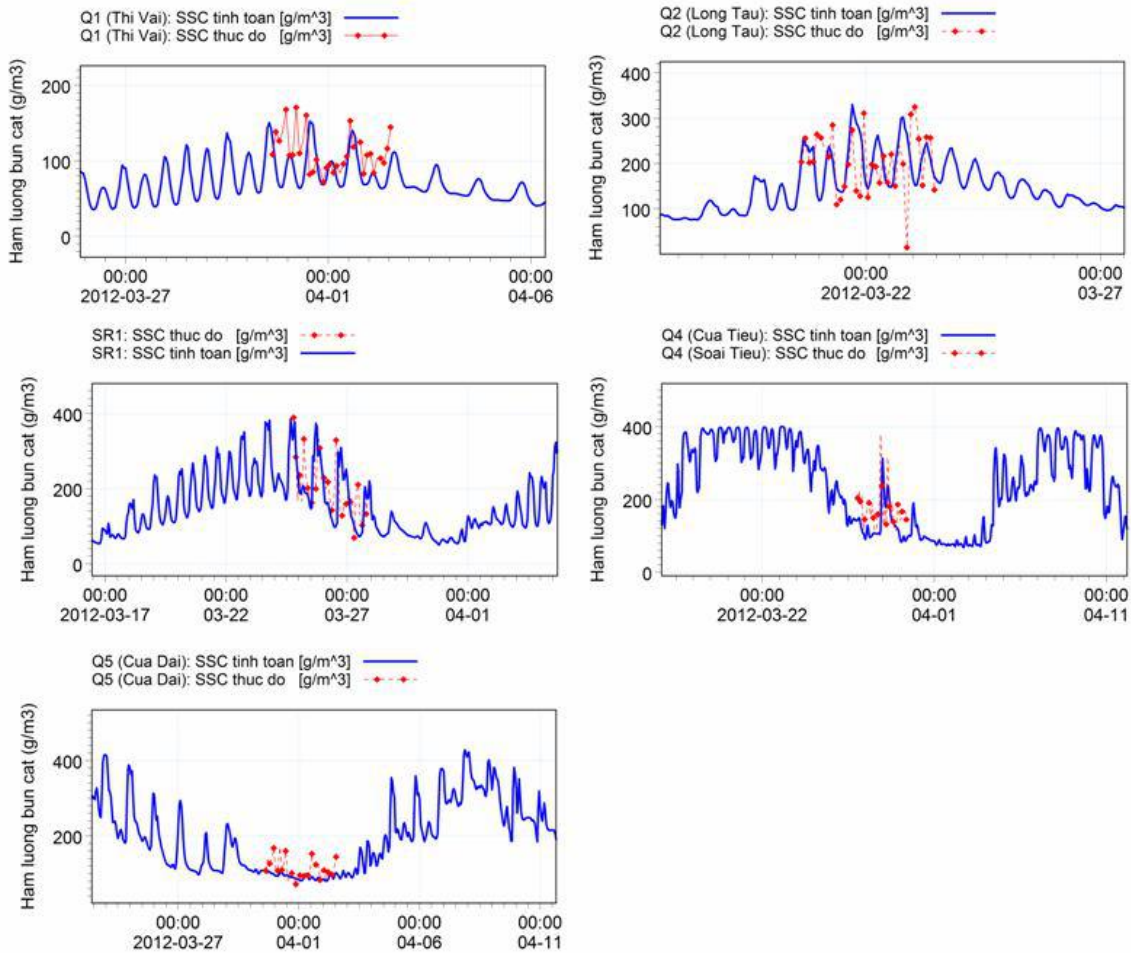 Q1 (Thi Vai): SSC tinh toan [g/m^3]
Q1 (Thi Vai): SSC thuc do [g/m^3]
Ham luong bun cat (g/m3)
200
100
0
00:00 00:00 00:00
2012-03-27 04-01 04-06
Q2 (Long Tau): SSC tinh toan [g/m^3]
Q2 (Long Tau): SSC thuc do [g/m^3]
Ham luong bun cat (g/m3)
400
300
200
100
00:00 00:00
2012-03-22 03-27
SR1: SSC thuc do [g/m^3]
SR1: SSC tinh toan [g/m^3]
Ham luong bun cat (g/m3)
400
200
0
00:00 00:00 00:00 00:00
2012-03-17 03-22 03-27 04-01
Q4 (Cua Tieu): SSC tinh toan [g/m^3]
Q4 (Soai Tieu): SSC thuc do [g/m^3]
Ham luong bun cat (g/m3)
400
200
0
00:00 00:00 00:00
2012-03-22 04-01 04-11
Q5 (Cua Dai): SSC tinh toan [g/m^3]
Q5 (Cua Dai): SSC thuc do [g/m^3]
Ham luong bun cat (g/m3)
400
200
00:00 00:00 00:00 00:00
2012-03-27 04-01 04-06 04-11